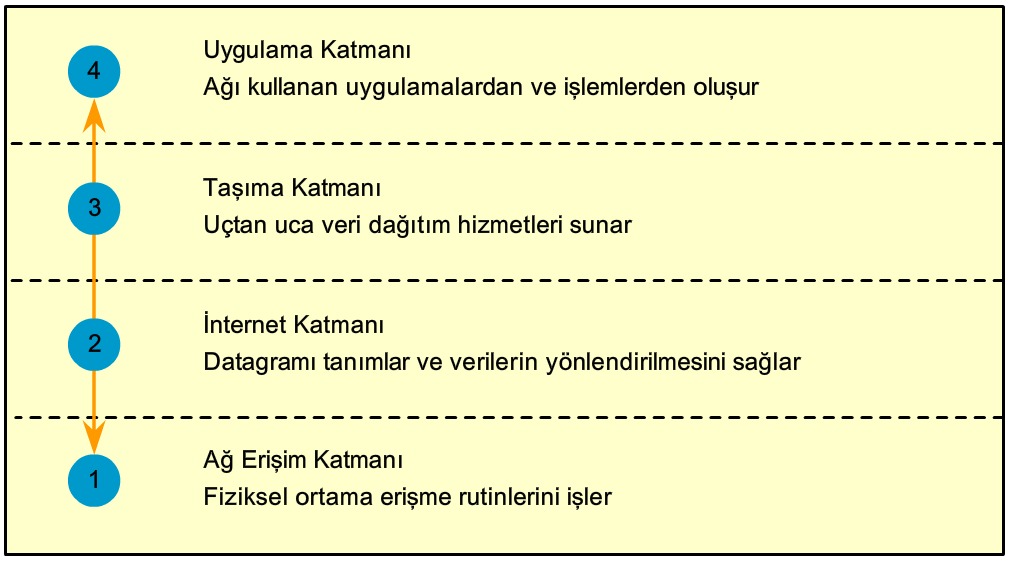 4
Uygulama Katmanı
Ağı kullanan uygulamalardan ve işlemlerden oluşur
3
Taşıma Katmanı
Uçtan uca veri dağıtım hizmetleri sunar
2
İnternet Katmanı
Datagramı tanımlar ve verilerin yönlendirilmesini sağlar
1
Ağ Erişim Katmanı
Fiziksel ortama erişme rutinlerini işler